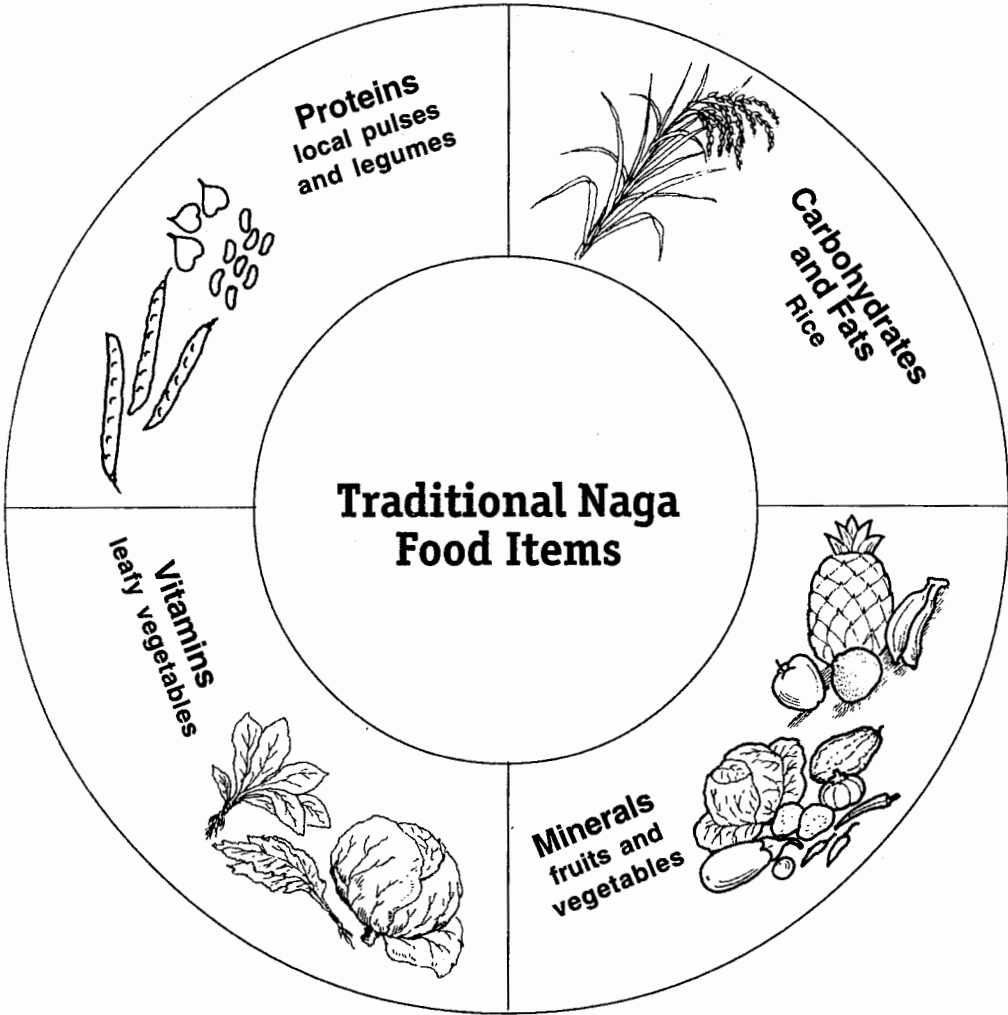 Proteins
local pulses
and legumes
Carbohydrates
and Fats
Rice
Traditional Naga
Food Items
Vitamins
leafy vegetables
Minerals
fruits and
vegetables